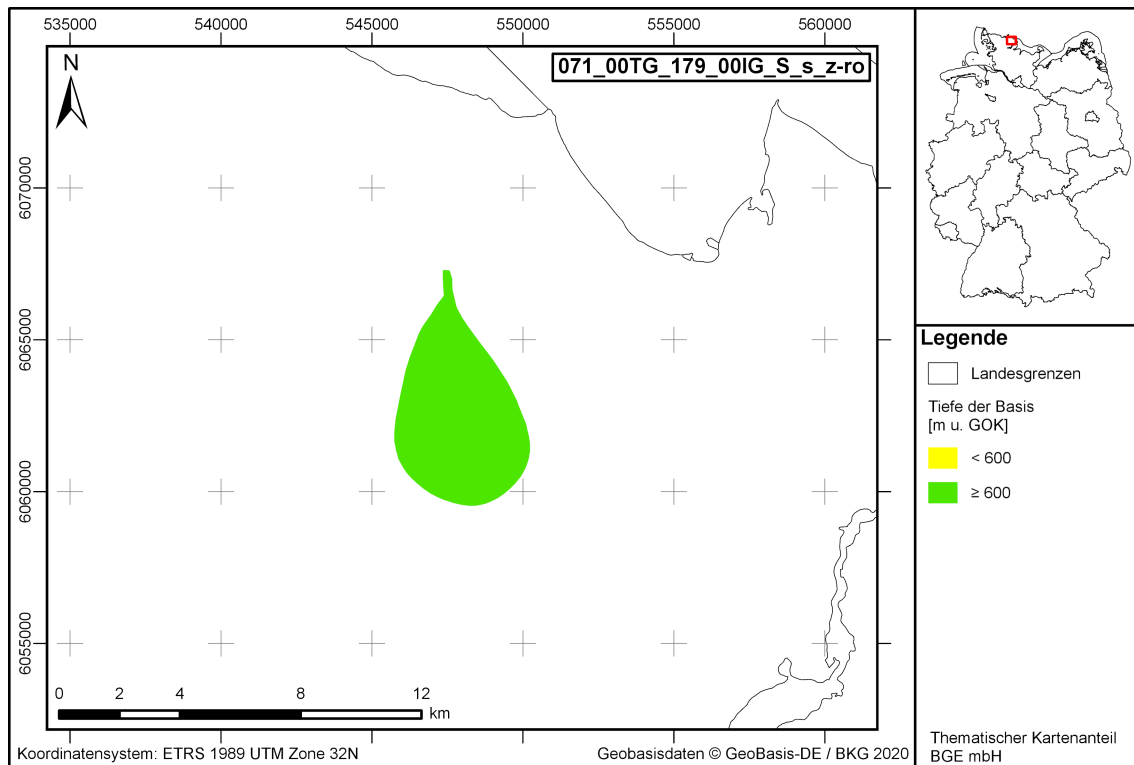 535000 540000 545000 550000 555000 560000
N
071_00TG_179_00IG_S_s_z-ro
6070000
6065000
6060000
6055000
0 2 4 8 12
km
Koordinatensystem: ETRS 1989 UTM Zone 32N
Geobasisdaten © GeoBasis-DE / BKG 2020
Legende
Landesgrenzen
Tiefe der Basis
[m u. GOK]
< 600
≥ 600
Thematischer Kartenanteil
BGE mbH